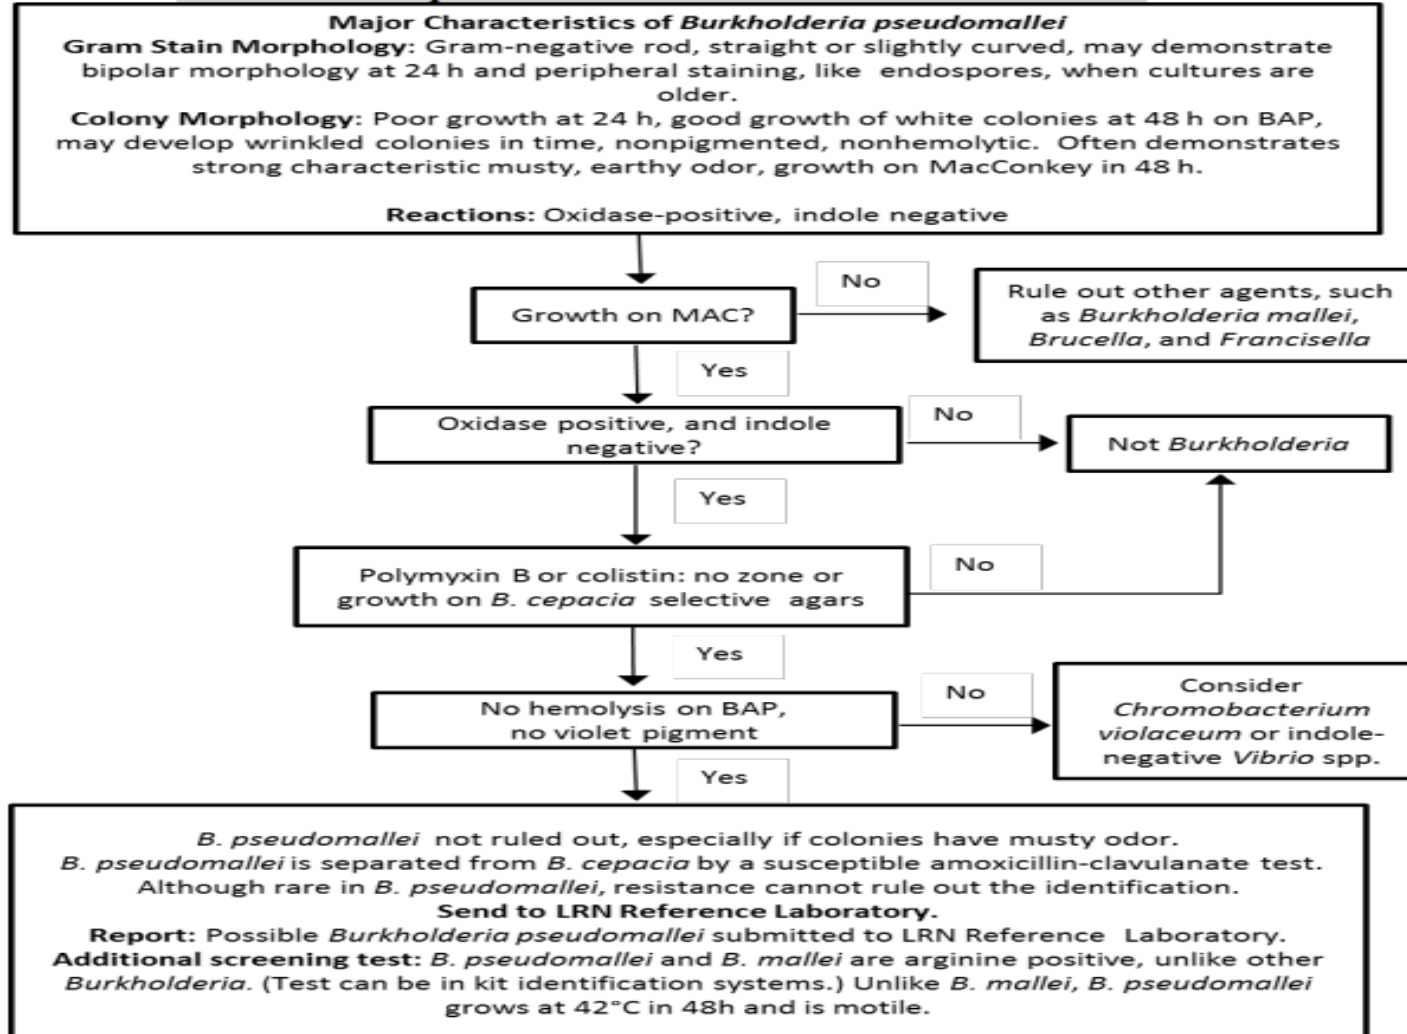 Major Characteristics of Burkholderia pseudomallei
Gram Stain Morphology: Gram-negative rod, straight or slightly curved, may demonstrate
bipolar morphology at 24 h and peripheral staining, like endospores, when cultures are
older.
Colony Morphology: Poor growth at 24 h, good growth of white colonies at 48 h on BAP,
may develop wrinkled colonies in time, nonpigmented, nonhemolytic. Often demonstrates
strong characteristic musty, earthy odor, growth on MacConkey in 48 h.
Reactions: Oxidase-positive, indole negative
Growth on MAC?
No
Rule out other agents, such
as Burkholderia mallei,
Brucella, and Francisella
Yes
Oxidase positive, and indole
negative?
No
Not Burkholderia
Yes
Polymyxin B or colistin: no zone or
growth on B. cepacia selective agars
No
Yes
No hemolysis on BAP,
no violet pigment
No
Consider
Chromobacterium
violaceum or indole-
negative Vibrio spp.
Yes
B. pseudomallei not ruled out, especially if colonies have musty odor.
B. pseudomallei is separated from B. cepacia by a susceptible amoxicillin-clavulanate test.
Although rare in B. pseudomallei, resistance cannot rule out the identification.
Send to LRN Reference Laboratory.
Report: Possible Burkholderia pseudomallei submitted to LRN Reference Laboratory.
Additional screening test: B. pseudomallei and B. mallei are arginine positive, unlike other
Burkholderia. (Test can be in kit identification systems.) Unlike B. mallei, B. pseudomallei
grows at 42°C in 48h and is motile.